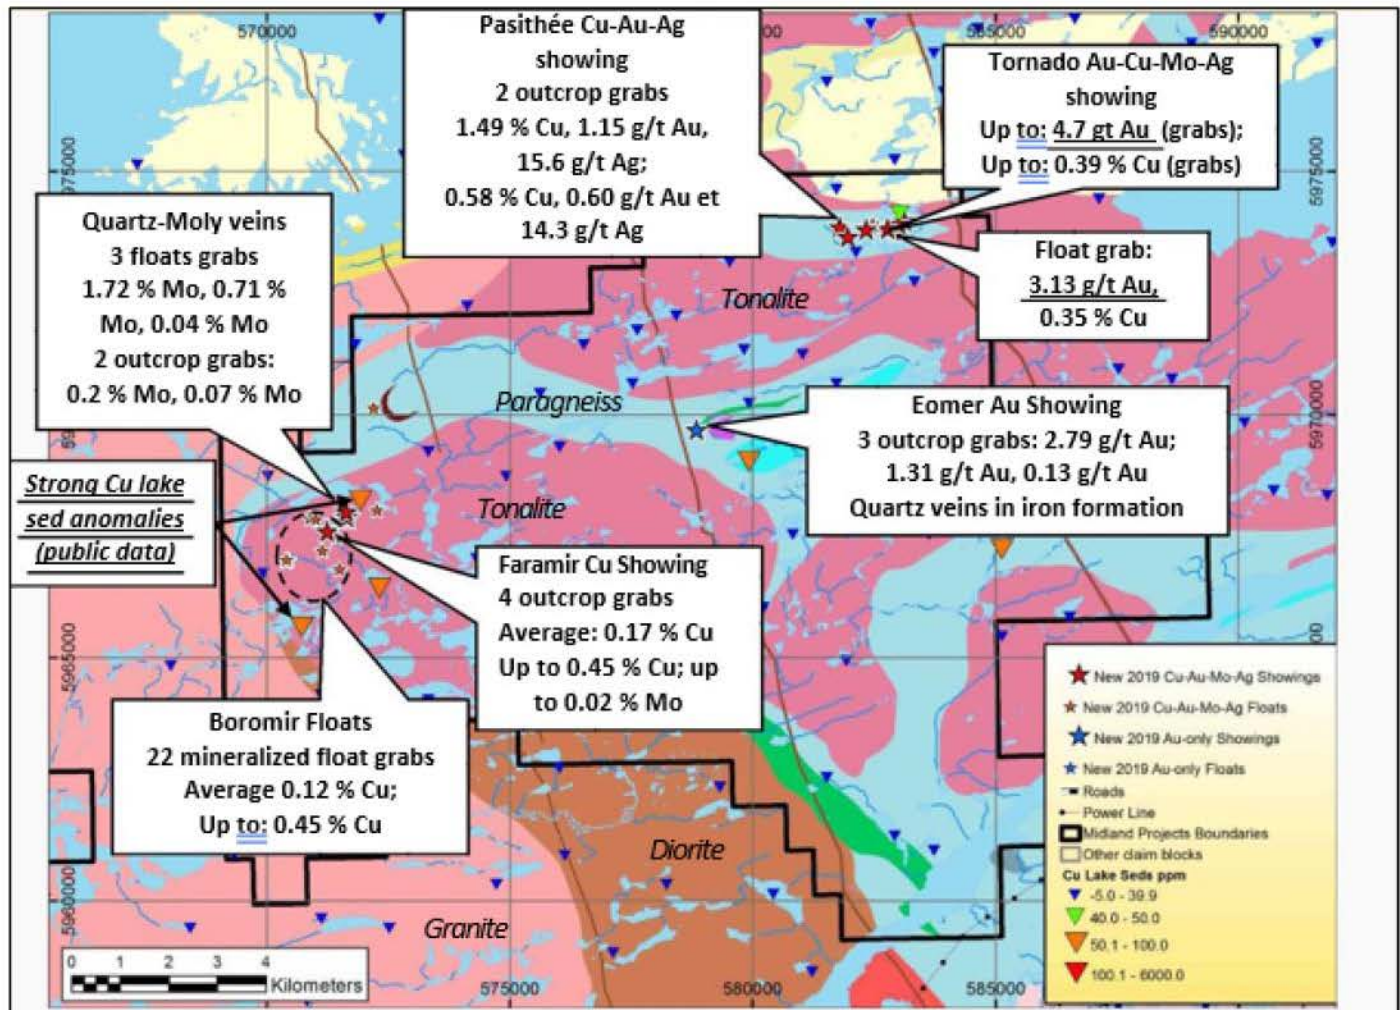 570000
585000
590000
Pasithée Cu-Au-Ag
showing
2 outcrop grabs
1.49 % Cu, 1.15 g/t Au,
15.6 g/t Ag;
0.58 % Cu, 0.60 g/t Au et
14.3 g/t Ag
Tornado Au-Cu-Mo-Ag
showing
Up to: 4.7 gt Au (grabs);
Up to: 0.39 % Cu (grabs)
5975000
Quartz-Moly veins
3 floats grabs
1.72 % Mo, 0.71 %
Mo, 0.04 % Mo
2 outcrop grabs:
0.2 % Mo, 0.07 % Mo
Float grab:
3.13 g/t Au,
0.35 % Cu
Tonalite
Paragneiss
Eomer Au Showing
3 outcrop grabs: 2.79 g/t Au;
1.31 g/t Au, 0.13 g/t Au
Quartz veins in iron formation
5970000
Strong Cu lake
sed anomalies
(public data)
Tonalite
Faramir Cu Showing
4 outcrop grabs
Average: 0.17 % Cu
Up to 0.45 % Cu; up
to 0.02 % Mo
5965000
Boromir Floats
22 mineralized float grabs
Average 0.12 % Cu;
Up to: 0.45 % Cu
Diorite
Granite
5960000
New 2019 Cu-Au-Mo-Ag Showings
New 2019 Cu-Au-Mo-Ag Floats
New 2019 Au-only Showings
New 2019 Au-only Floats
Roads
Power Line
Midland Projects Boundaries
Other claim blocks
Cu Lake Seds ppm
-5.0 - 39.9
40.0 - 50.0
50.1 - 100.0
100.1 - 6000.0
0 1 2 3 4
Kilometers
575000
580000
585000